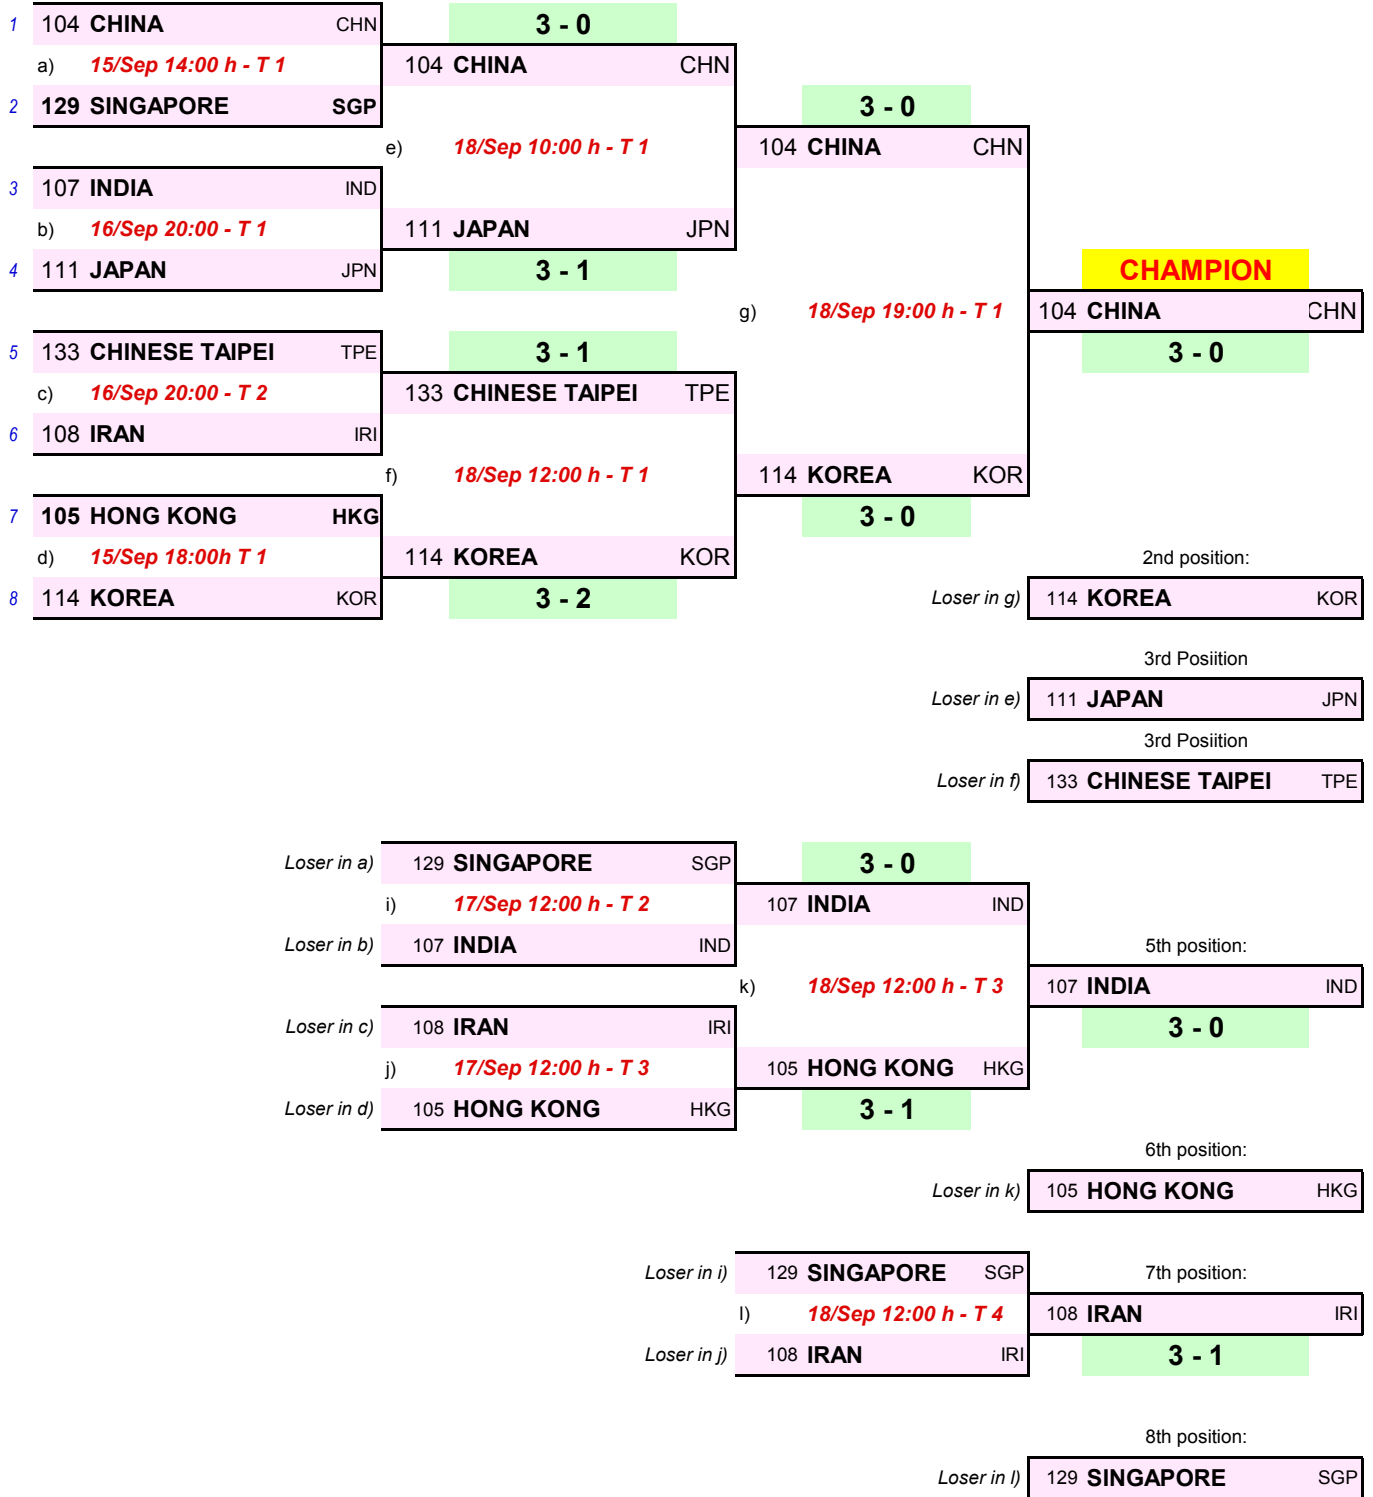 1 104 CHINA CHN 3 - 0
a) 15/Sep 14:00 h - T 1 104 CHINA CHN
2 129 SINGAPORE SGP 3 - 0
e) 18/Sep 10:00 h - T 1 104 CHINA CHN
3 107 INDIA IND
b) 16/Sep 20:00 - T 1 111 JAPAN JPN
4 111 JAPAN JPN 3 - 1 CHAMPION
g) 18/Sep 19:00 h - T 1 104 CHINA CHN
5 133 CHINESE TAIPEI TPE 3 - 1 3 - 0
c) 16/Sep 20:00 - T 2 133 CHINESE TAIPEI TPE
6 108 IRAN IRI
f) 18/Sep 12:00 h - T 1 114 KOREA KOR
7 105 HONG KONG HKG 3 - 0
d) 15/Sep 18:00h T 1 114 KOREA KOR 2nd position:
8 114 KOREA KOR 3 - 2 Loser in g) 114 KOREA KOR
3rd Posiition
Loser in e) 111 JAPAN JPN
3rd Posiition
Loser in f) 133 CHINESE TAIPEI TPE
Loser in a) 129 SINGAPORE SGP 3 - 0
i) 17/Sep 12:00 h - T 2 107 INDIA IND
Loser in b) 107 INDIA IND 5th position:
k) 18/Sep 12:00 h - T 3 107 INDIA IND
Loser in c) 108 IRAN IRI 3 - 0
j) 17/Sep 12:00 h - T 3 105 HONG KONG HKG
Loser in d) 105 HONG KONG HKG 3 - 1
6th position:
Loser in k) 105 HONG KONG HKG
Loser in i) 129 SINGAPORE SGP 7th position:
l) 18/Sep 12:00 h - T 4 108 IRAN IRI
Loser in j) 108 IRAN IRI 3 - 1
8th position:
Loser in l) 129 SINGAPORE SGP